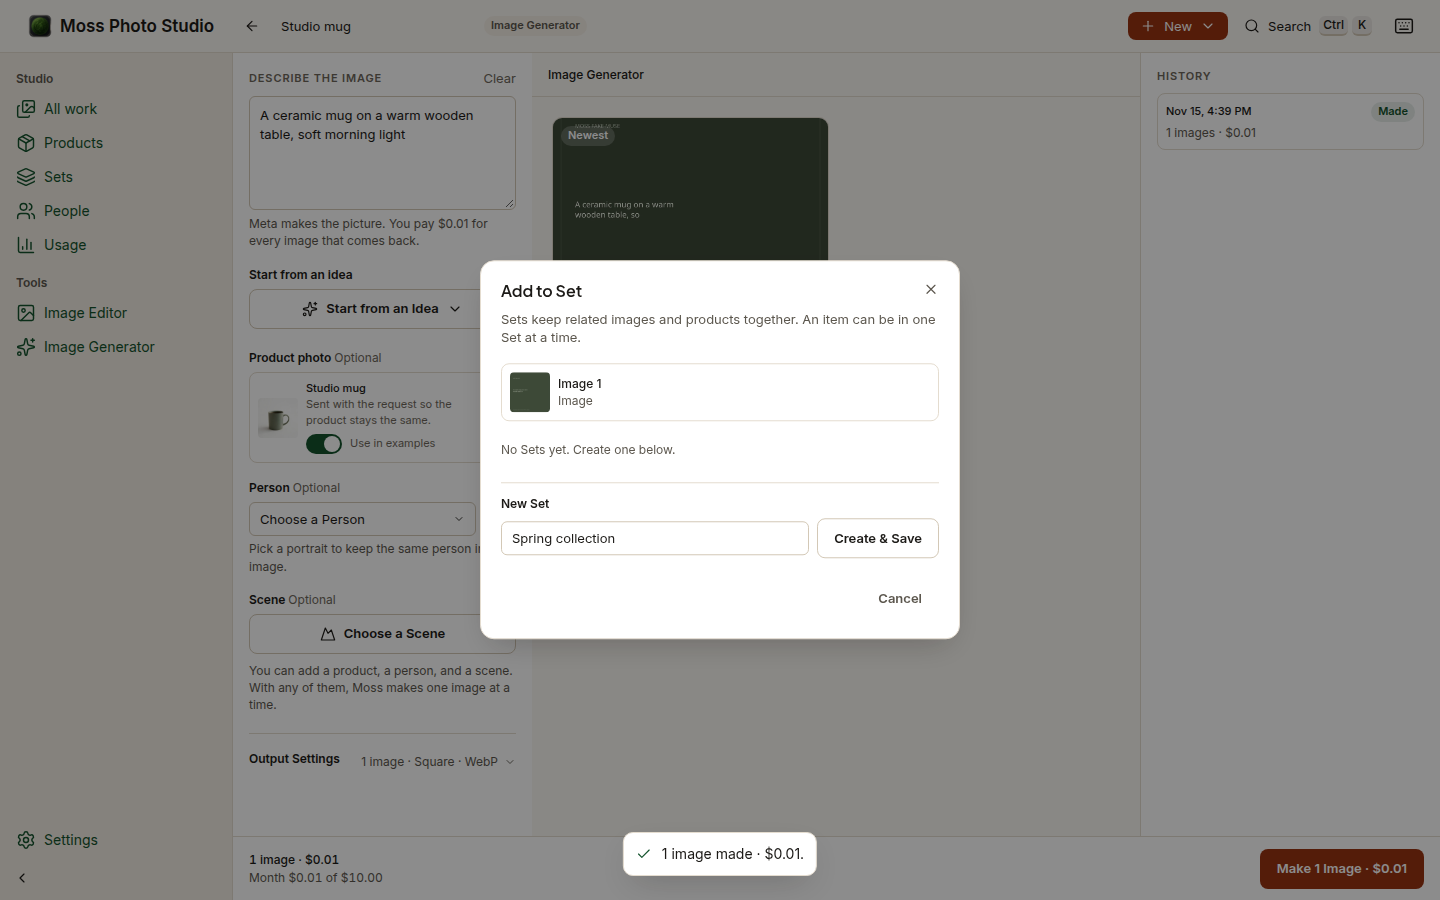 Moss Photo Studio
Studio mug
Image Generator
New
Search
Ctrl
K
Studio
All work
Products
Sets
People
Usage
Tools
Image Editor
Image Generator
Settings
DESCRIBE THE IMAGE
Clear
A ceramic mug on a warm wooden
table, soft morning light
Meta makes the picture. You pay $0.01 for
every image that comes back.
Start from an idea
Start from an Idea
Product photo Optional
Studio mug
Sent with the request so the
product stays the same.
Use in examples
Person Optional
Choose a Person
Pick a portrait to keep the same person
image.
Scene Optional
Choose a Scene
You can add a product, a person, and a scene.
With any of them, Moss makes one image at a
time.
Output Settings
1 image · Square · WebP
Image Generator
Newest
A ceramic mug on a warm
wooden table, so
Add to Set
Sets keep related images and products together. An item can be in one
Set at a time.
Image 1
Image
No Sets yet. Create one below.
New Set
Spring collection
Create & Save
Cancel
HISTORY
Nov 15, 4:39 PM
Made
1 images · $0.01
1 image · $0.01
Month $0.01 of $10.00
1 image made · $0.01.
Make 1 Image · $0.01